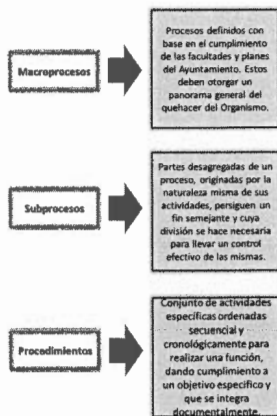 Macroprocesos
Procesos definidos con
base en el cumplimiento
de las facultades y planes
del Ayuntamiento. Estos
deben otorgar un
panorama general del
quehacer del Organismo.
Subprocesos
Partes desagregadas de un
proceso, originadas por la
naturaleza misma de sus
actividades, persiguen un
fin semejante y cuya
división se hace necesaria
para llevar un control
efectivo de las mismas.
Procedimientos
Conjunto de actividades
específicas ordenadas
secuencial y
cronológicamente para
realizar una función,
dando cumplimiento a
un objetivo específico y
que se integra
documentalmente.